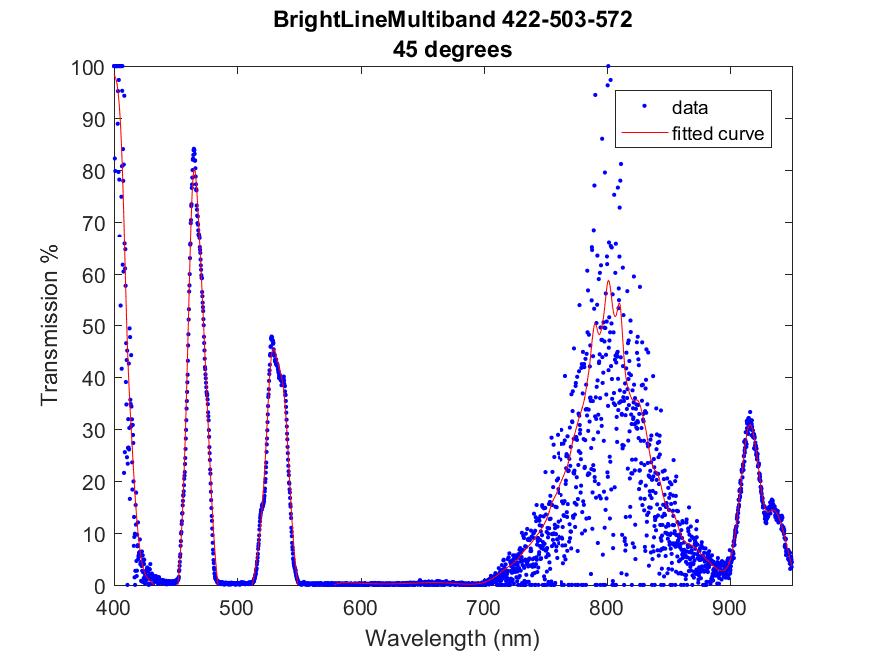 BrightLineMultiband 422-503-572
45 degrees
100
90
80
70
60
50
40
30
20
10
0
Transmission %
data
fitted curve
400
500
600
700
800
900
Wavelength (nm)